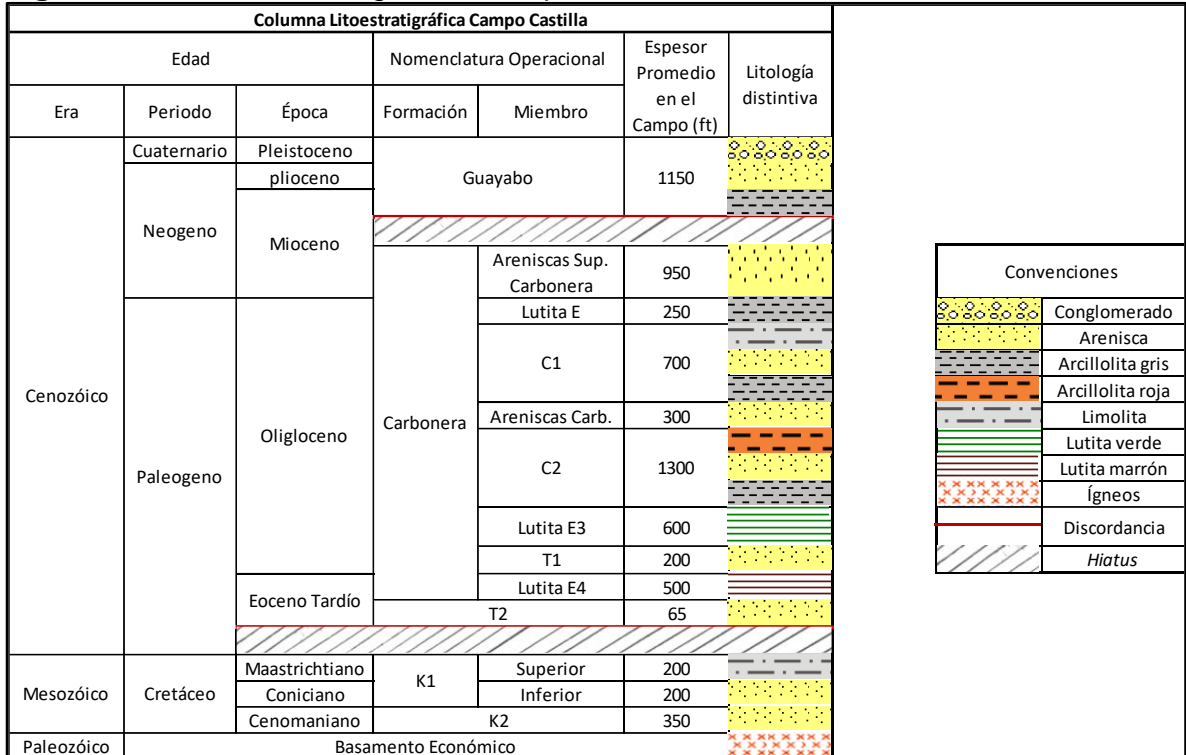 Columna Litoestratigráfica Campo Castilla
Edad
Nomenclatura Operacional
Espesor
Promedio
en el
Campo (ft)
Litología
distintiva
Era
Periodo
Época
Formación
Miembro
Cenozóico
Cuaternario
Pleistoceno
Guayabo
1150
plioceno
Neogeno
Mioceno
Carbonera
Areniscas Sup.
Carbonera
950
Paleogeno
Oligloceno
Lutita E
250
C1
700
Areniscas Carb.
300
C2
1300
Lutita E3
600
T1
200
Eoceno Tardío
Lutita E4
500
T2
65
Mesozóico
Cretáceo
Maastrichtiano
K1
Superior
200
Coniciano
Inferior
200
Cenomaniano
K2
350
Paleozóico
Basamento Económico
Convenciones
Conglomerado
Arenisca
Arcillolita gris
Arcillolita roja
Limolita
Lutita verde
Lutita marrón
Ígneos
Discordancia
Hiatus